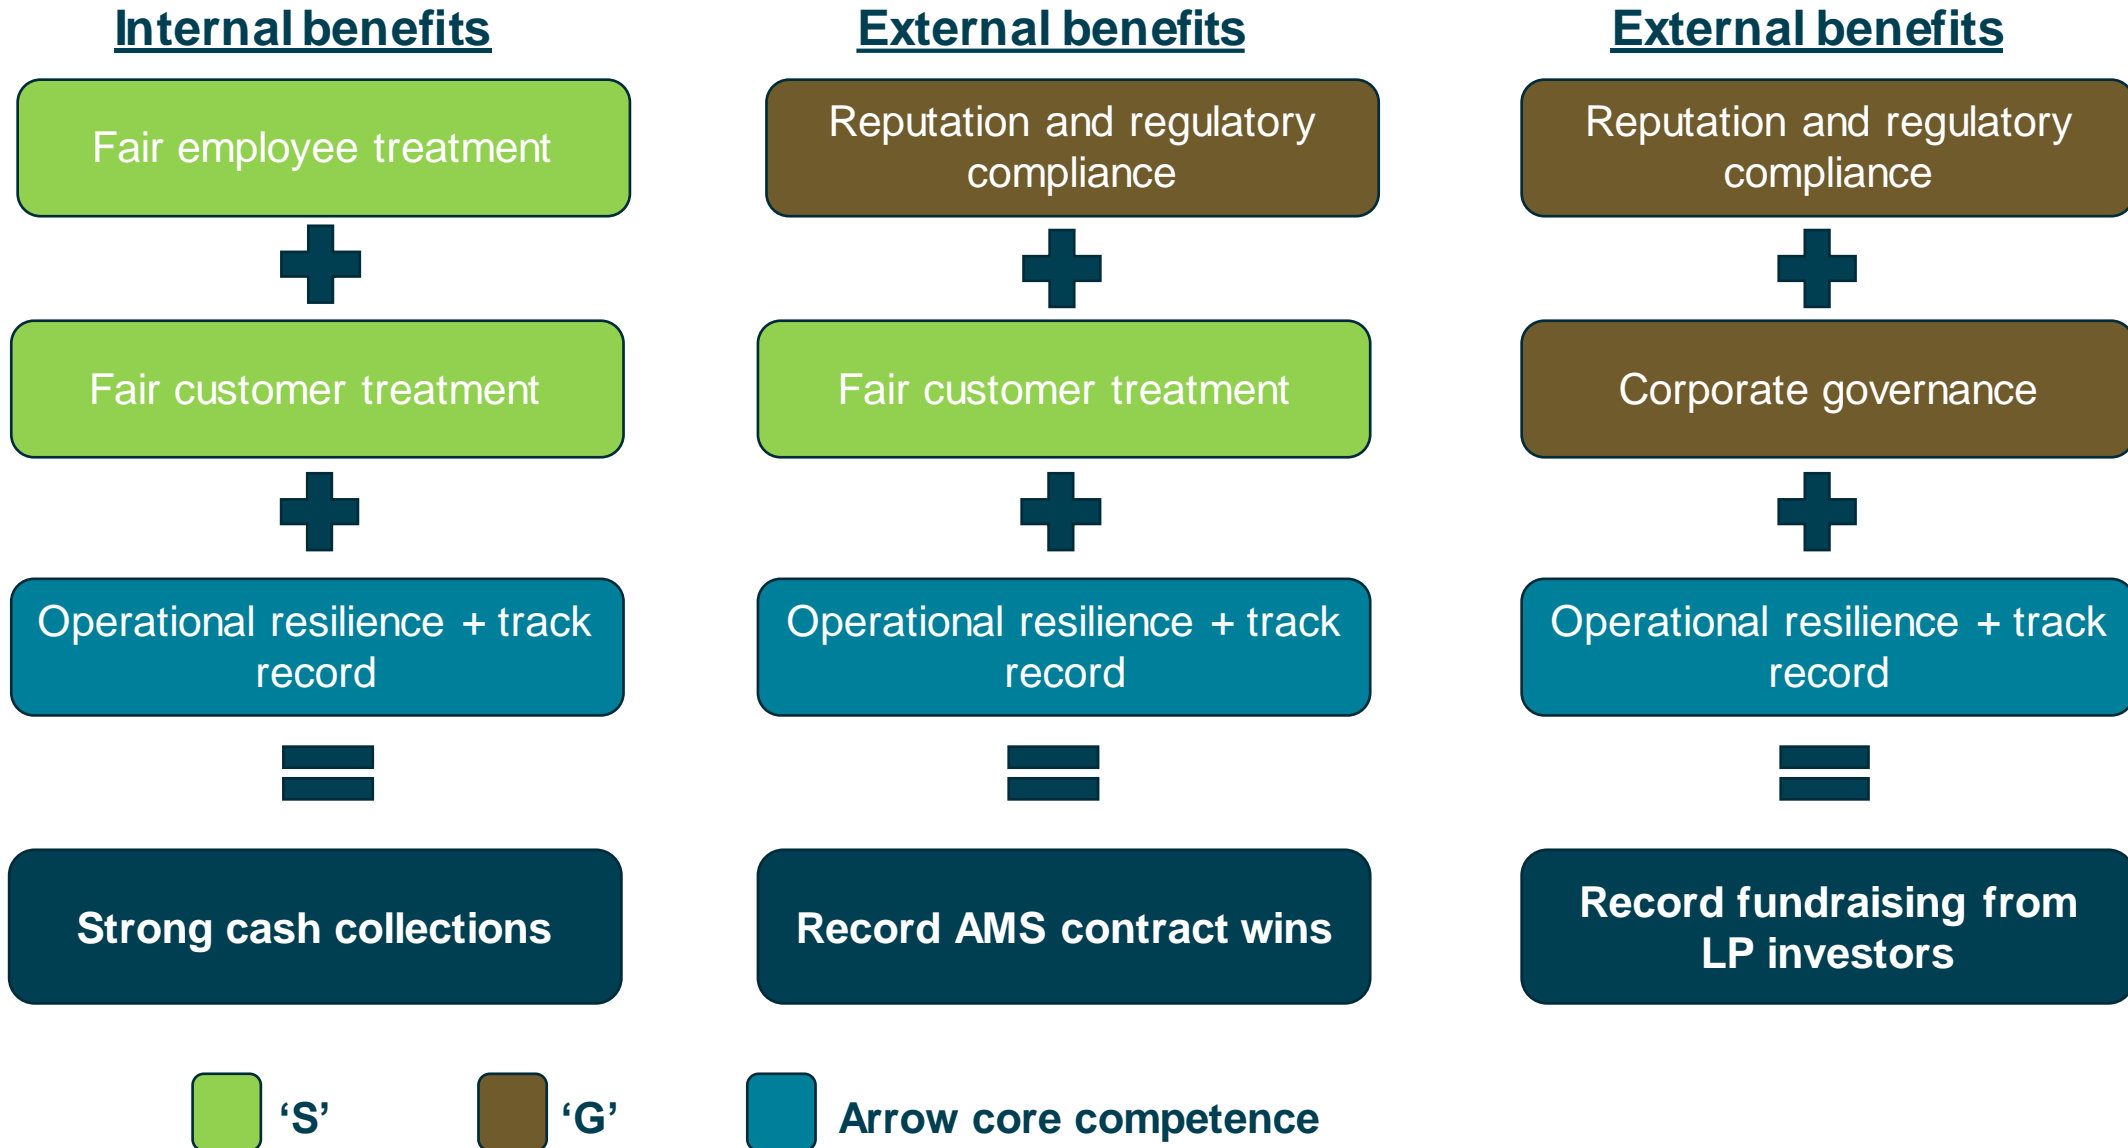 Internal benefits
Fair employee treatment
Fair customer treatment
Operational resilience + track
record
Strong cash collections
External benefits
Reputation and regulatory
compliance
Fair customer treatment
Operational resilience + track
record
Record AMS contract wins
External benefits
Reputation and regulatory
compliance
Corporate governance
Operational resilience + track
record
Record fundraising from
LP investors
‘S’
‘G’
Arrow core competence